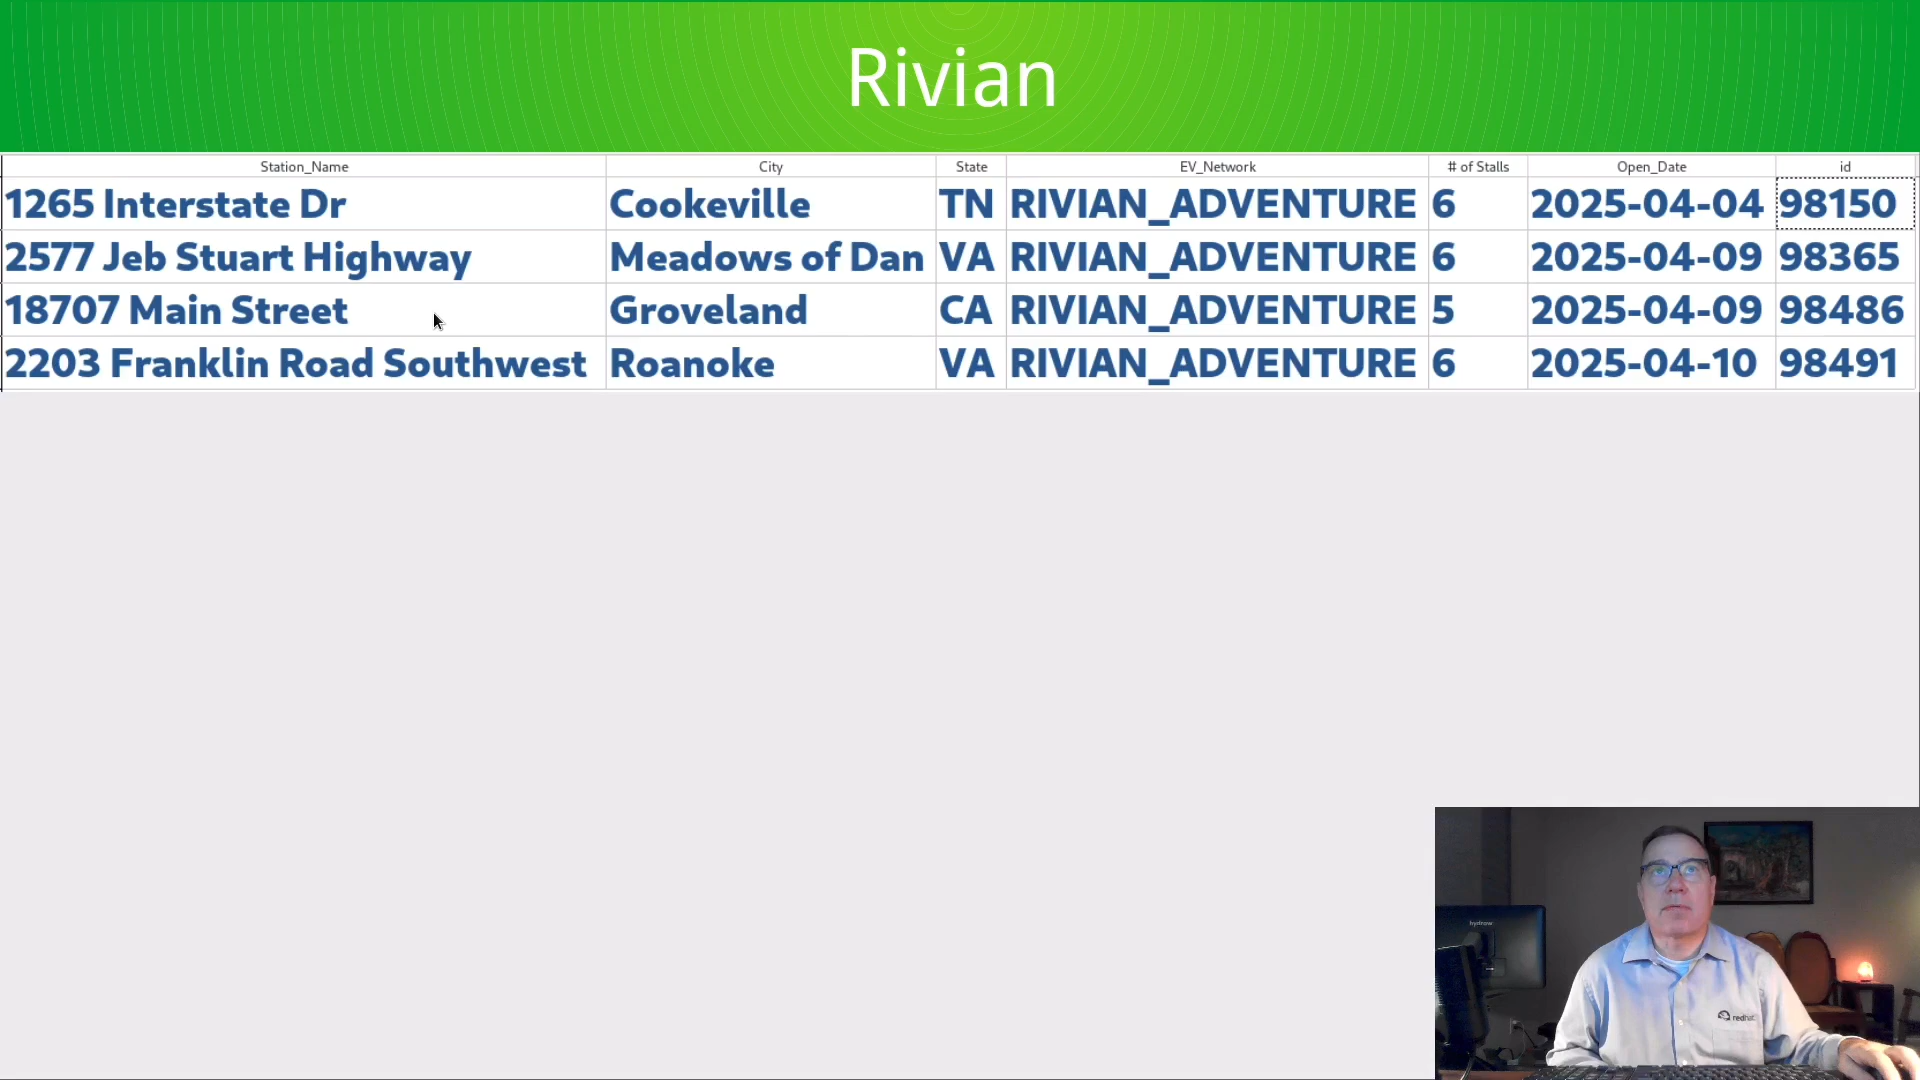 Rivian
Station_Name City State EV_Network # of Stalls Open_Date id
1265 Interstate Dr Cookeville TN RIVIAN_ADVENTURE 6 2025-04-04 98150
2577 Jeb Stuart Highway Meadows of Dan VA RIVIAN_ADVENTURE 6 2025-04-09 98365
18707 Main Street Groveland CA RIVIAN_ADVENTURE 5 2025-04-09 98486
2203 Franklin Road Southwest Roanoke VA RIVIAN_ADVENTURE 6 2025-04-10 98491
redhat